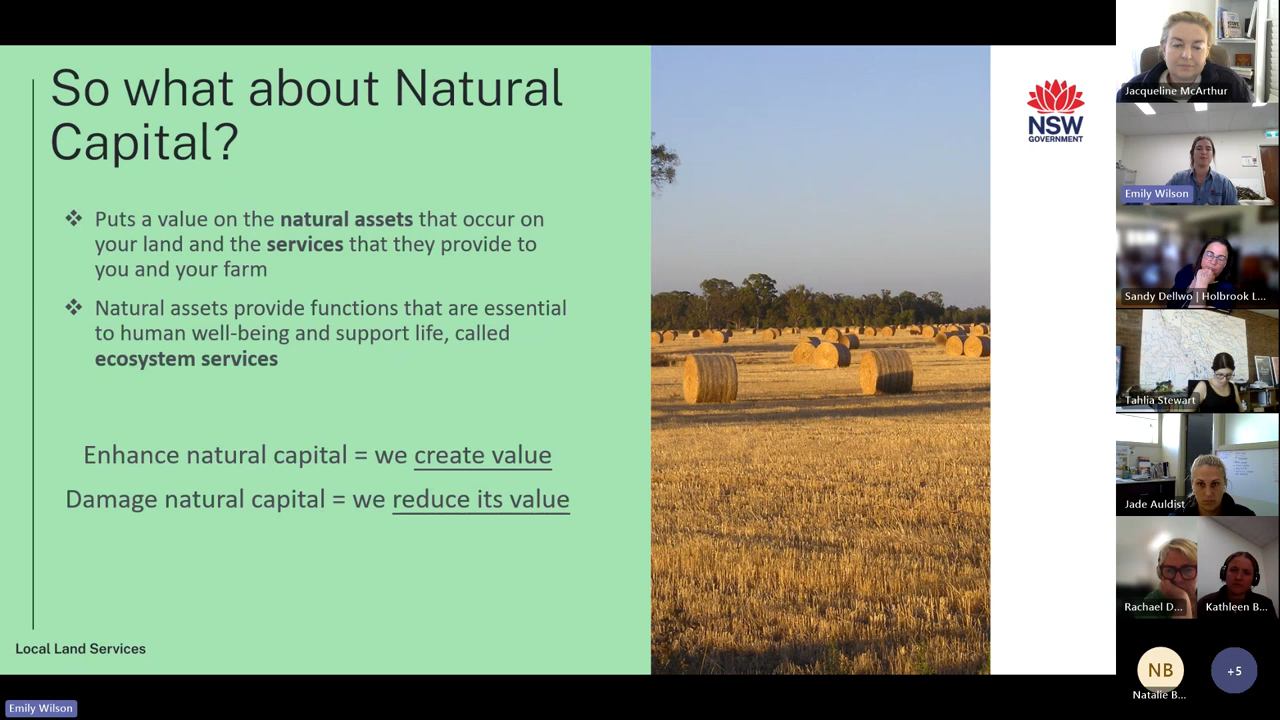 So what about Natural
Capital?
❖ Puts a value on the natural assets that occur on
your land and the services that they provide to
you and your farm
❖ Natural assets provide functions that are essential
to human well-being and support life, called
ecosystem services
Enhance natural capital = we create value
Damage natural capital = we reduce its value
Local Land Services
NSW
GOVERNMENT
Jacqueline McArthur
Emily Wilson
Sandy Dellwo | Holbrook L...
Tahlia Stewart
Jade Auldist
Rachael D...
Kathleen B...
NB
Natalie B...
+5
Emily Wilson